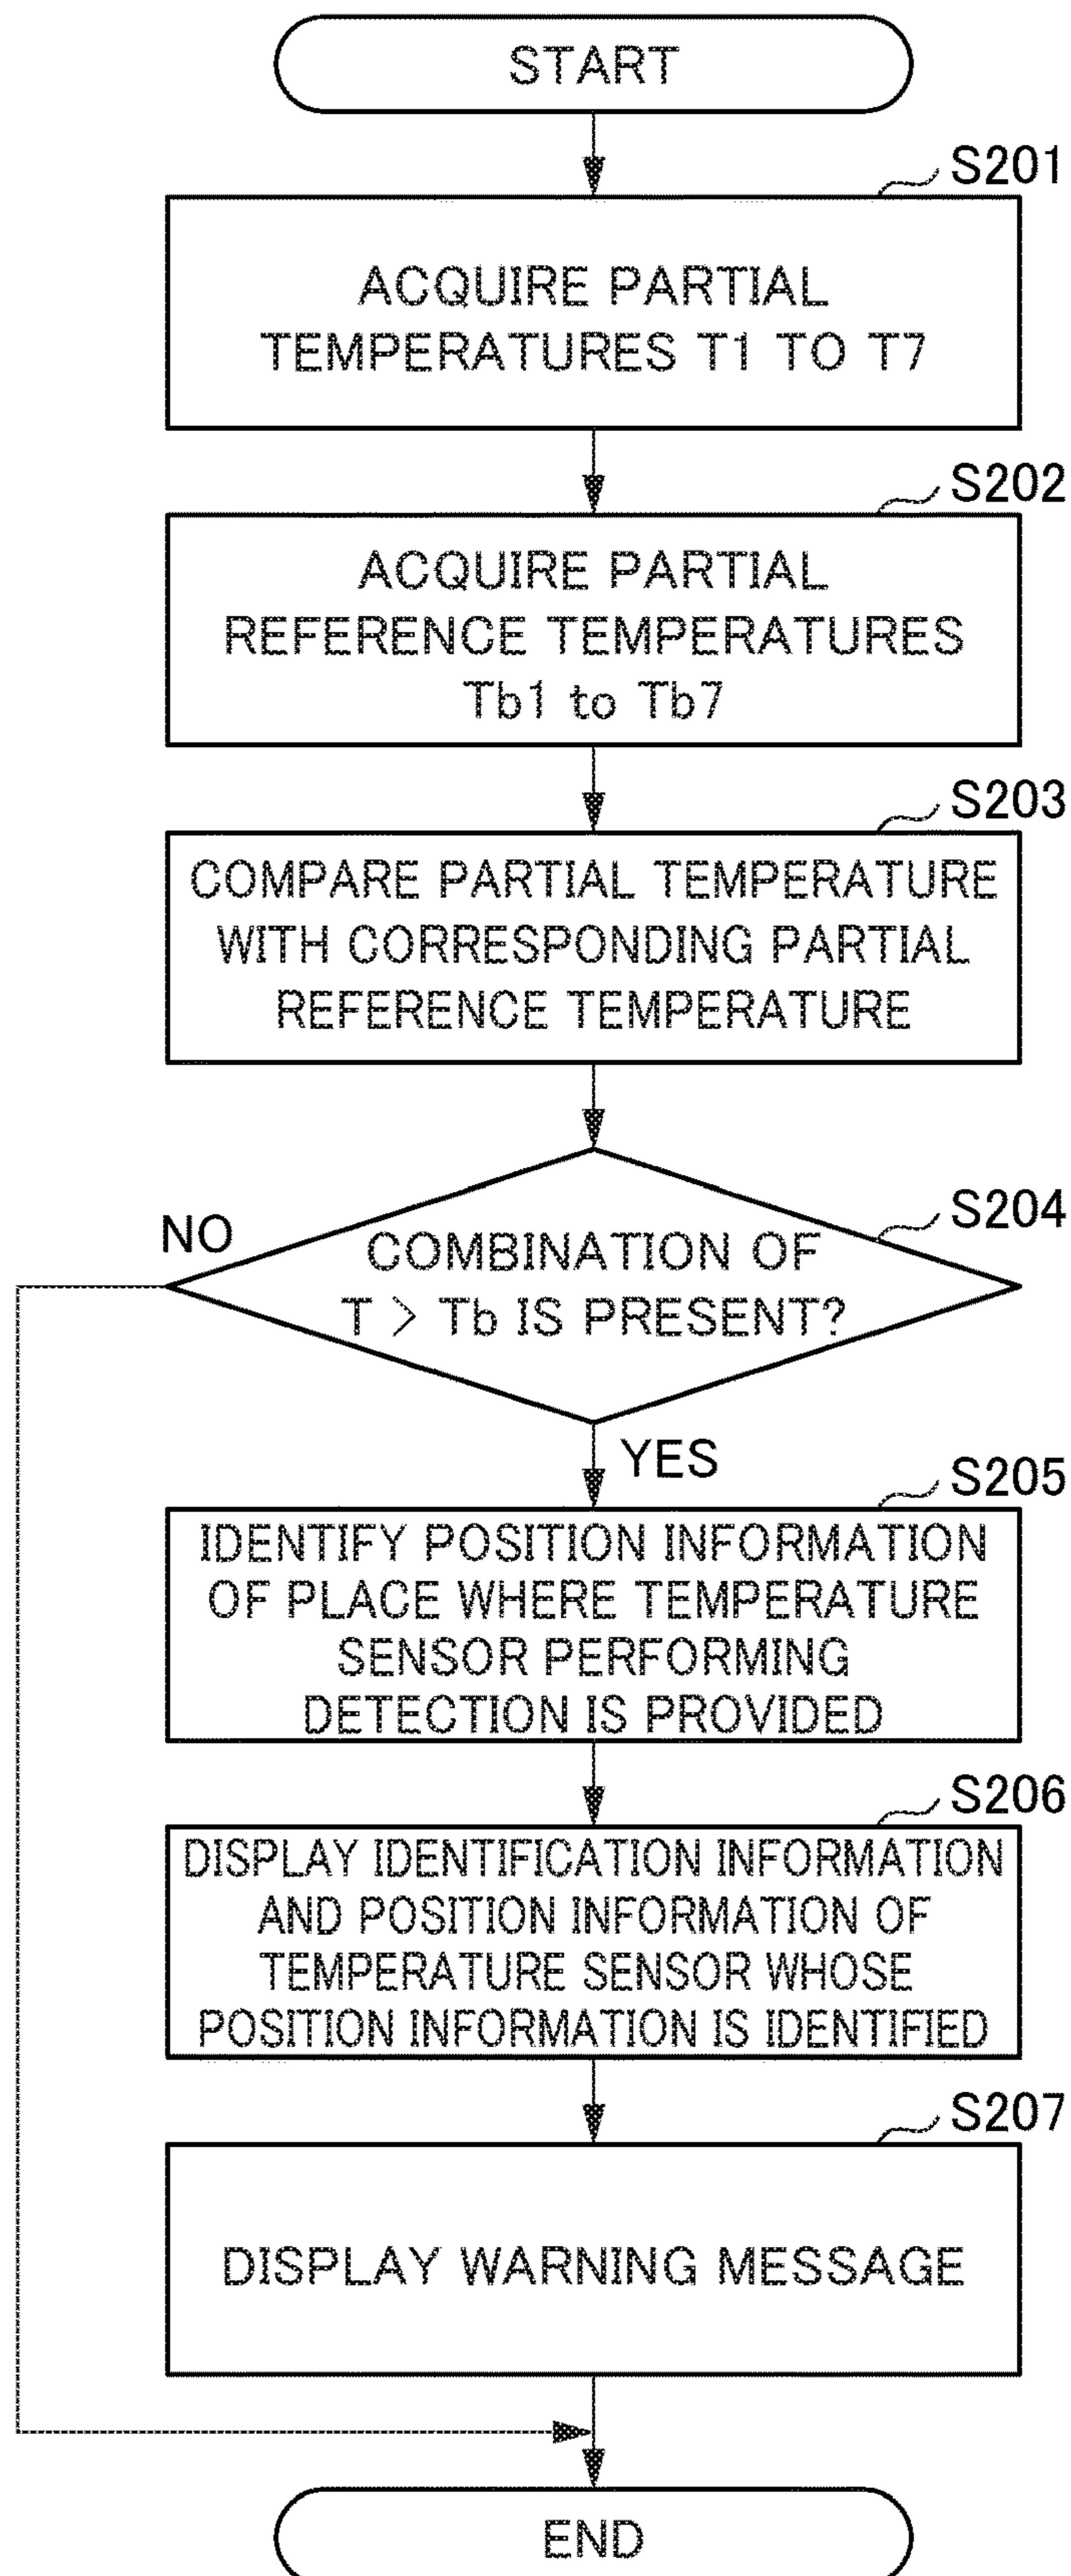 START
S201
ACQUIRE PARTIAL
TEMPERATURES T1 TO T7
S202
ACQUIRE PARTIAL
REFERENCE TEMPERATURES
Tb1 to Tb7
S203
COMPARE PARTIAL TEMPERATURE
WITH CORRESPONDING PARTIAL
REFERENCE TEMPERATURE
S204
NO
COMBINATION OF
T > Tb IS PRESENT?
YES
S205
IDENTIFY POSITION INFORMATION
OF PLACE WHERE TEMPERATURE
SENSOR PERFORMING
DETECTION IS PROVIDED
S206
DISPLAY IDENTIFICATION INFORMATION
AND POSITION INFORMATION OF
TEMPERATURE SENSOR WHOSE
POSITION INFORMATION IS IDENTIFIED
S207
DISPLAY WARNING MESSAGE
END